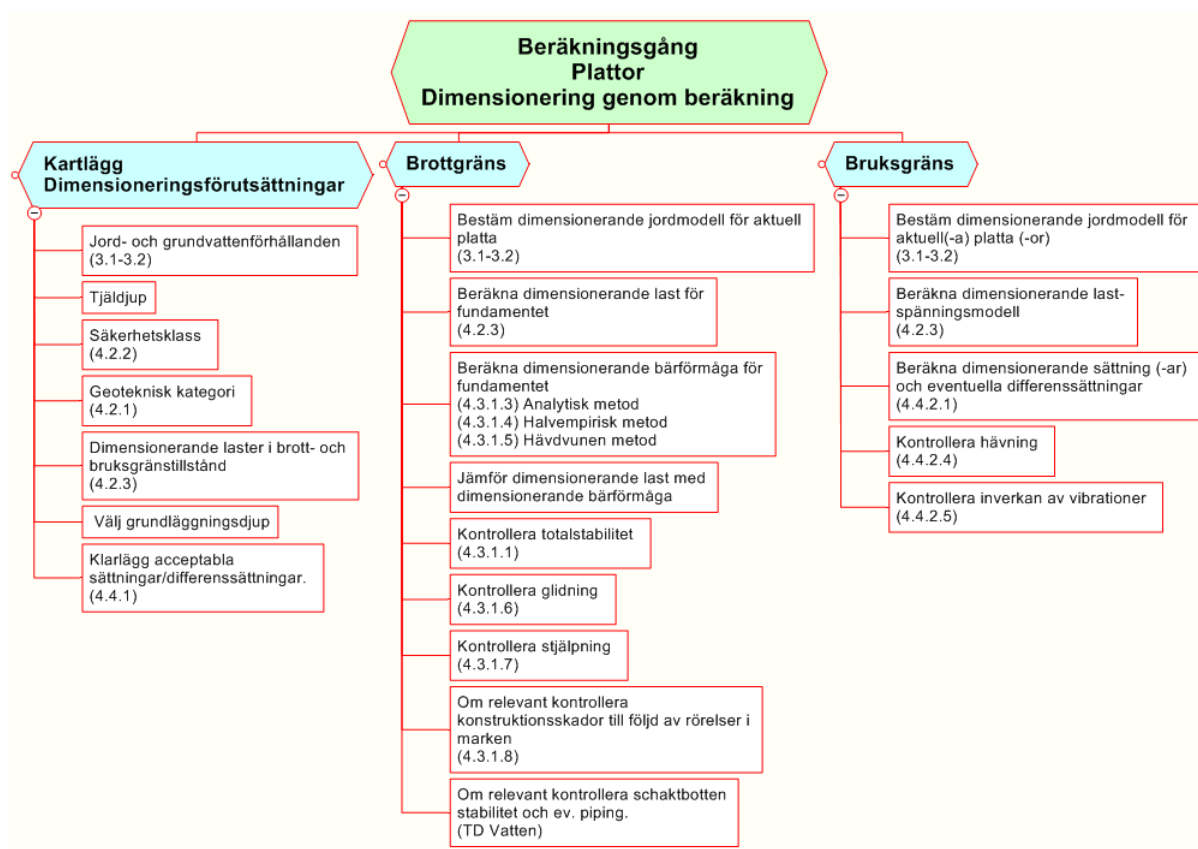 Beräkningsgång
Plattor
Dimensionering genom beräkning
Kartlägg
Dimensioneringsförutsättningar
Jord- och grundvattenförhållanden
(3.1-3.2)
Tjäldjup
Säkerhetsklass
(4.2.2)
Geoteknisk kategori
(4.2.1)
Dimensionerande laster i brott- och
bruksgränstillstånd
(4.2.3)
Välj grundläggningsdjup
Klarlägg acceptabla
sättningar/differenssättningar.
(4.4.1)
Brottgräns
Bestäm dimensionerande jordmodell för aktuell
platta
(3.1-3.2)
Beräkna dimensionerande last för
fundamentet
(4.2.3)
Beräkna dimensionerande bärförmåga för
fundamentet
(4.3.1.3) Analytisk metod
(4.3.1.4) Halvempirisk metod
(4.3.1.5) Hävdvunen metod
Jämför dimensionerande last med
dimensionerande bärförmåga
Kontrollera totalstabilitet
(4.3.1.1)
Kontrollera glidning
(4.3.1.6)
Kontrollera stjälpning
(4.3.1.7)
Om relevant kontrollera
konstruktionsskador till följd av rörelser i
marken
(4.3.1.8)
Om relevant kontrollera schaktbotten
stabilitet och ev. piping.
(TD Vatten)
Bruksgräns
Bestäm dimensionerande jordmodell för
aktuell(-a) platta (-or)
(3.1-3.2)
Beräkna dimensionerande last-
spänningsmodell
(4.2.3)
Beräkna dimensionerande sättning (-ar)
och eventuella differenssättningar
(4.4.2.1)
Kontrollera hävning
(4.4.2.4)
Kontrollera inverkan av vibrationer
(4.4.2.5)